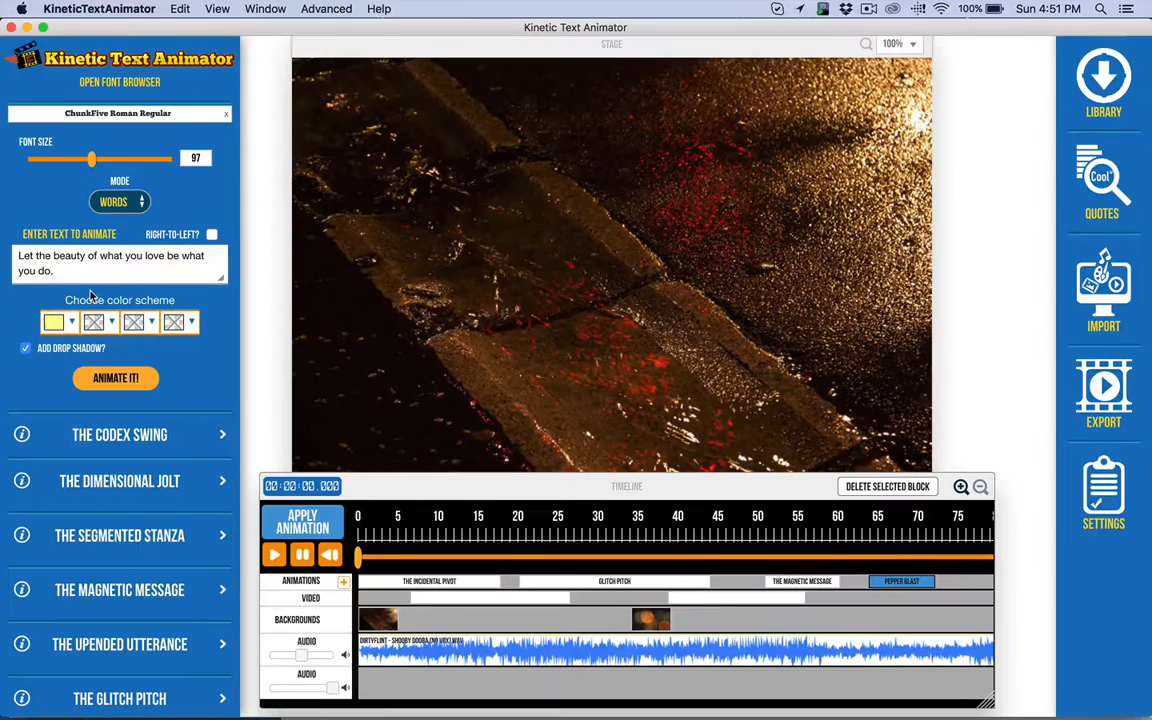 KineticTextAnimator Edit View Window Advanced Help 100% Sun 4:51 PM
Kinetic Text Animator
Kinetic Text Animator
OPEN FONT BROWSER
ChunkFive Roman Regular x
FONT SIZE
97
MODE
WORDS
ENTER TEXT TO ANIMATE RIGHT-TO-LEFT?
Let the beauty of what you love be what
you do.
Choose color scheme
ADD DROP SHADOW?
ANIMATE IT!
THE CODEX SWING
THE DIMENSIONAL JOLT
THE SEGMENTED STANZA
THE MAGNETIC MESSAGE
THE UPENDED UTTERANCE
THE GLITCH PITCH
STAGE
100%
00:00:00.000 TIMELINE DELETE SELECTED BLOCK
APPLY
ANIMATION
0 5 10 15 20 25 30 35 40 45 50 55 60 65 70 75
ANIMATIONS + THE INCIDENTAL PIVOT GLITCH PITCH THE MAGNETIC MESSAGE PEPPER BLAST
VIDEO
BACKGROUNDS
AUDIO DIRTYFLINT - SHOOBY DOOBA (NO VOX).WAV
AUDIO
LIBRARY
Cool"
QUOTES
IMPORT
EXPORT
SETTINGS